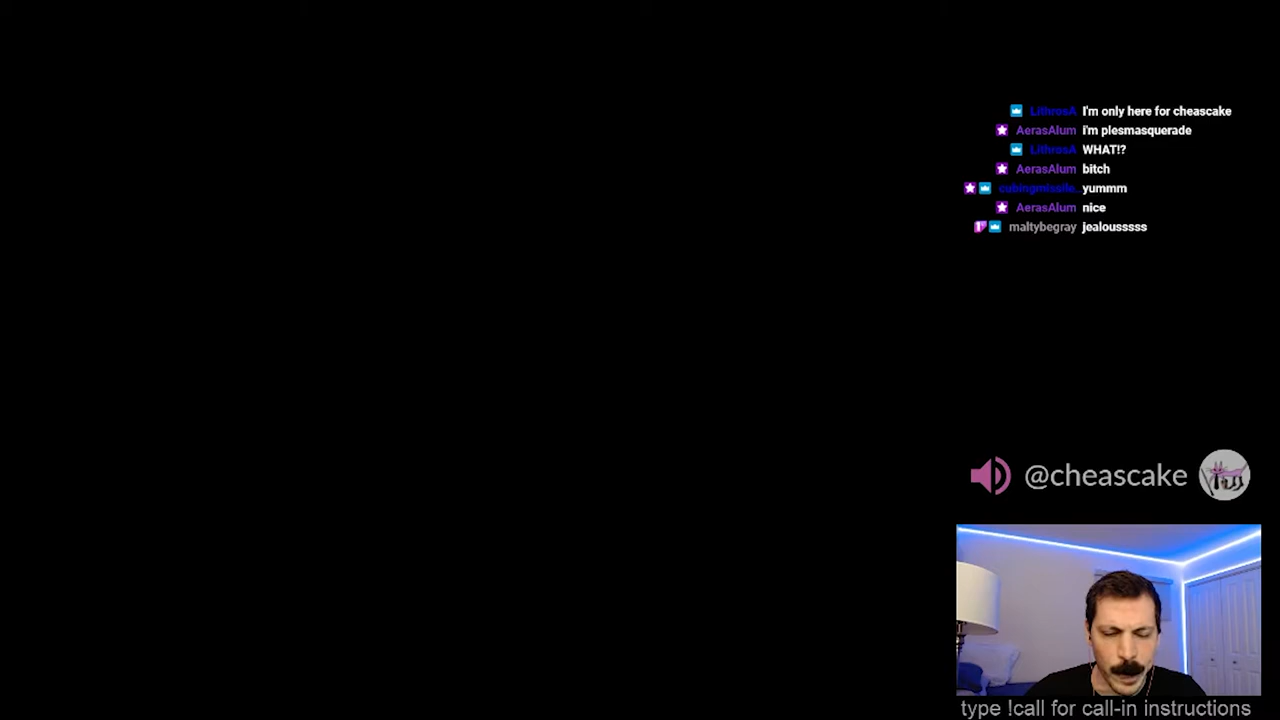 LithrosA I'm only here for cheascake
AerasAlum i'm plesmasquerade
LithrosA WHAT!?
AerasAlum bitch
cubingmissile.. yummm
AerasAlum nice
maltybegray jealousssss
@cheascake
type !call for call-in instructions